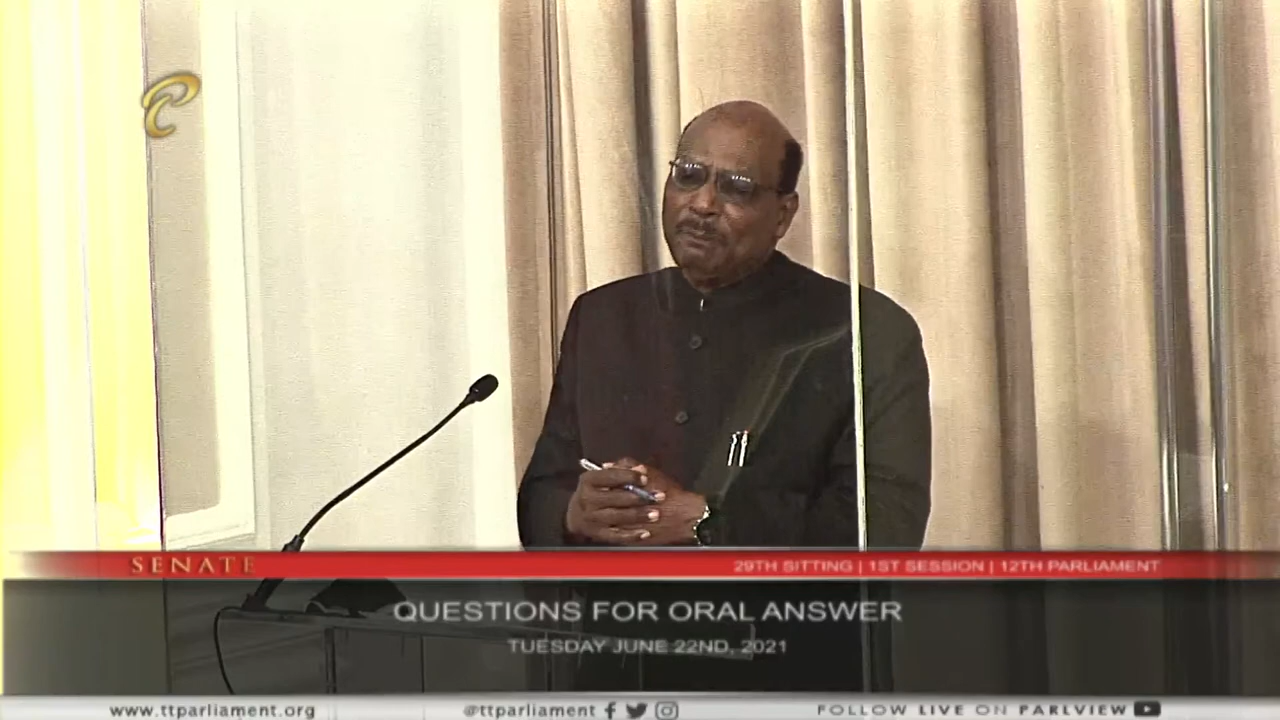 SENATE
29TH SITTING | 1ST SESSION | 12TH PARLIAMENT
QUESTIONS FOR ORAL ANSWER
TUESDAY JUNE 22ND, 2021
www.ttparliament.org
@ttparliament
FOLLOW LIVE ON PARLVIEW